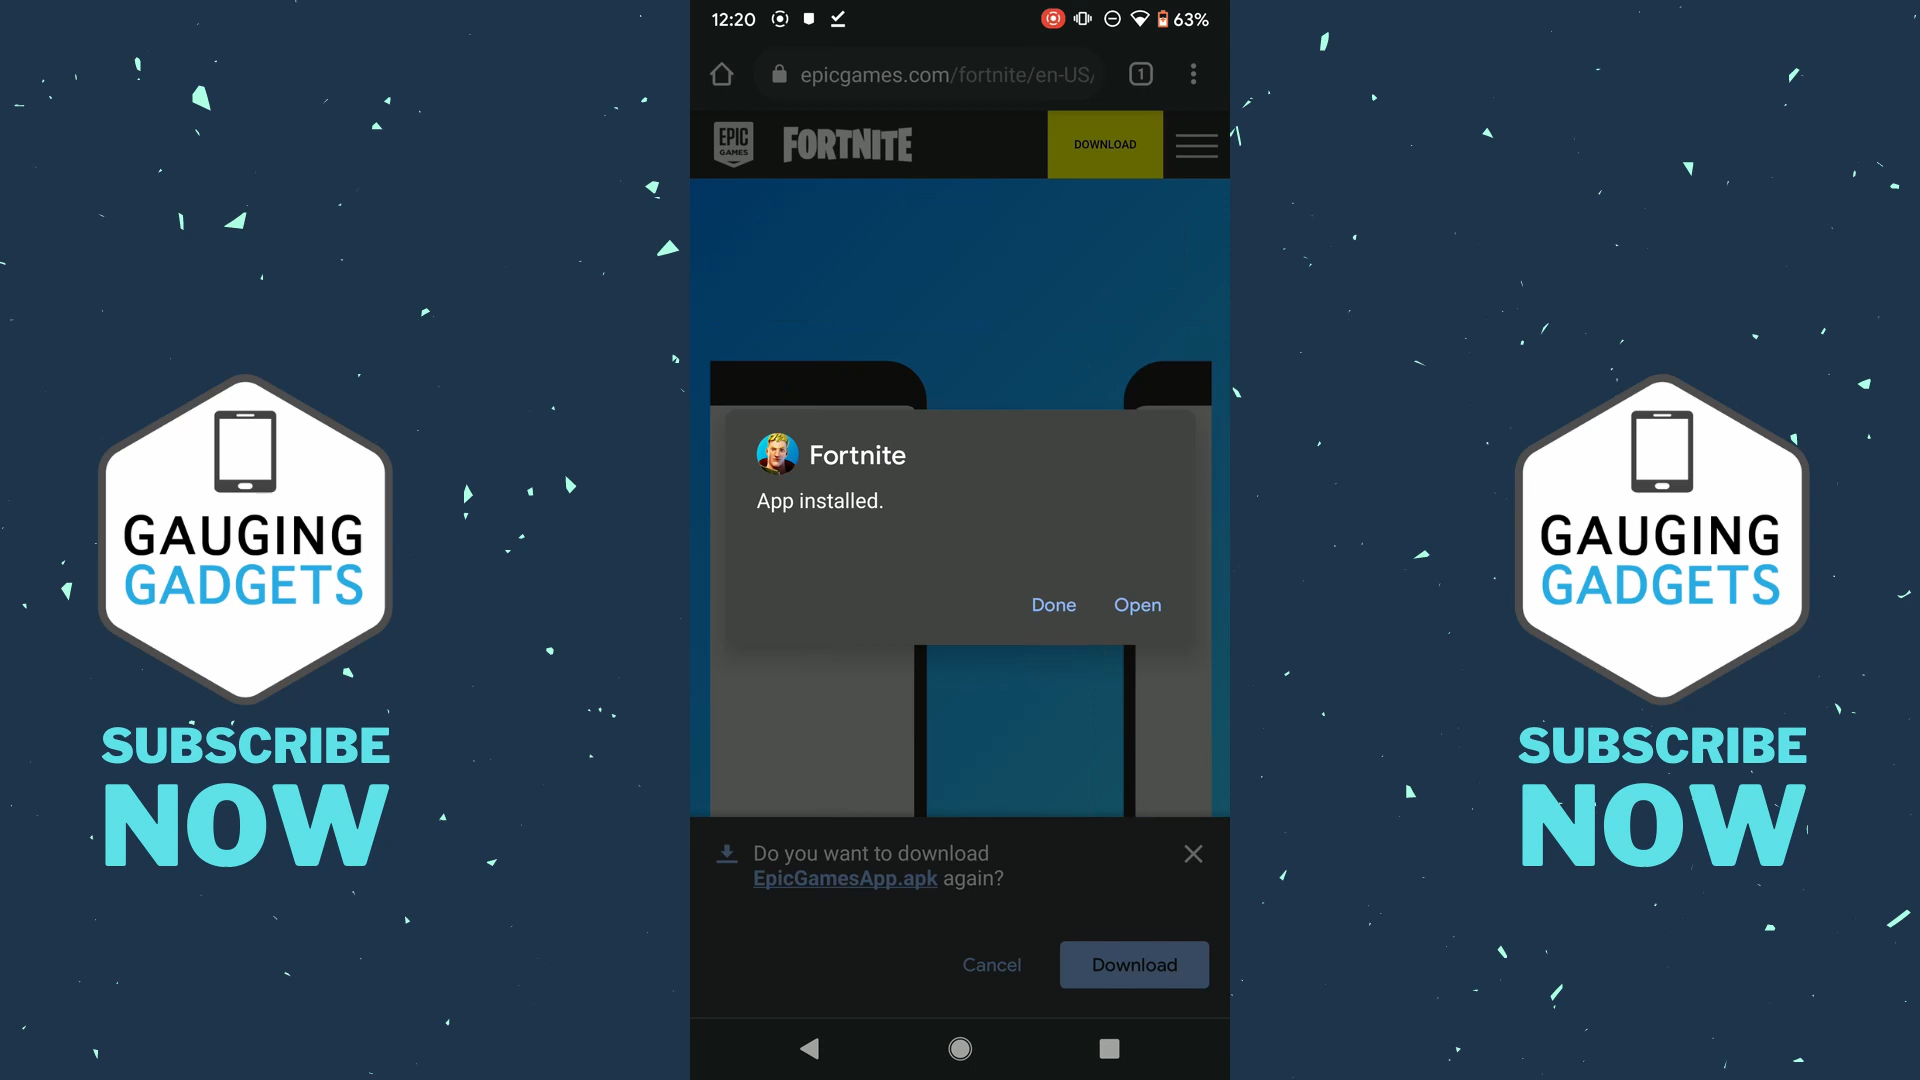 12:20
63%
epicgames.com/fortnite/en-US/
1
EPIC
GAMES
FORTNITE
DOWNLOAD
Fortnite
App installed.
Done
Open
Do you want to download
EpicGamesApp.apk again?
Cancel
Download
GAUGING
GADGETS
SUBSCRIBE
NOW
GAUGING
GADGETS
SUBSCRIBE
NOW